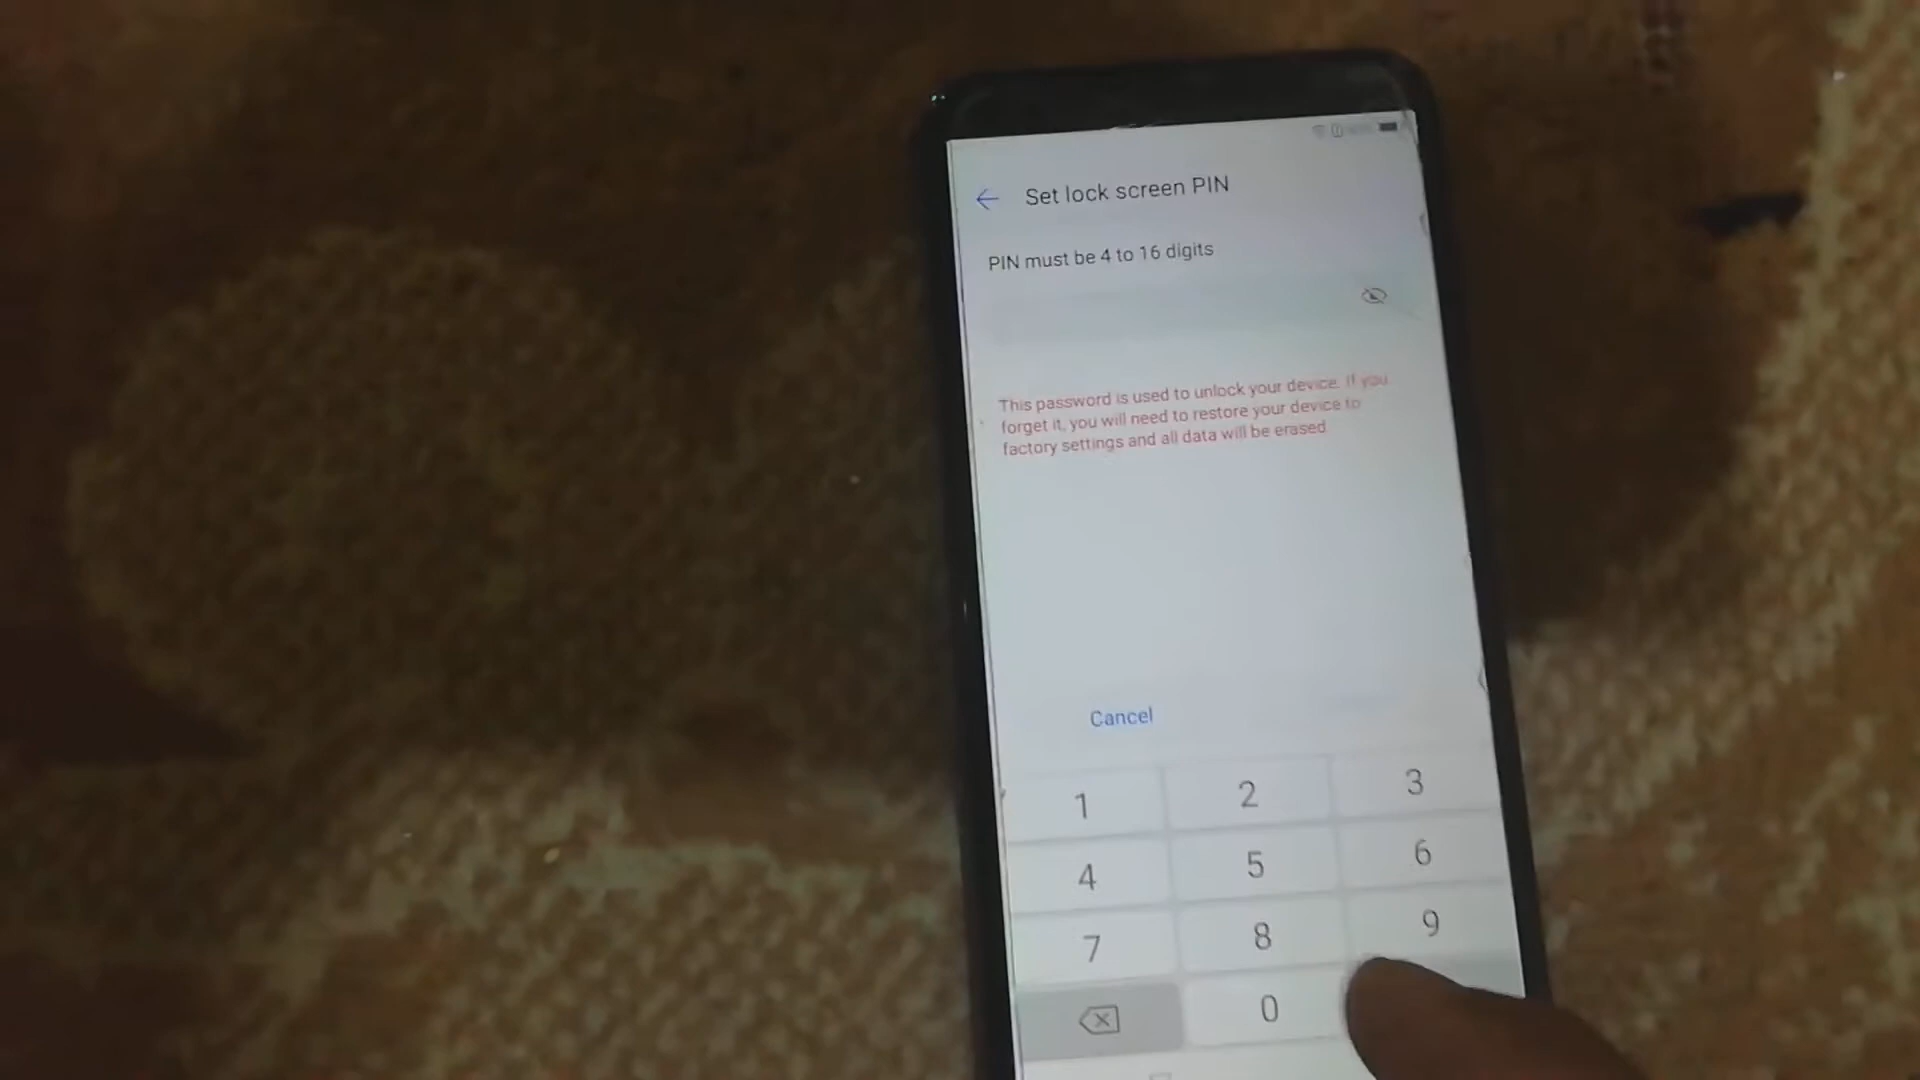 Set lock screen PIN
PIN must be 4 to 16 digits
This password is used to unlock your device. If you
forget it, you will need to restore your device to
factory settings and all data will be erased
Cancel
1 2 3
4 5 6
7 8 9
0